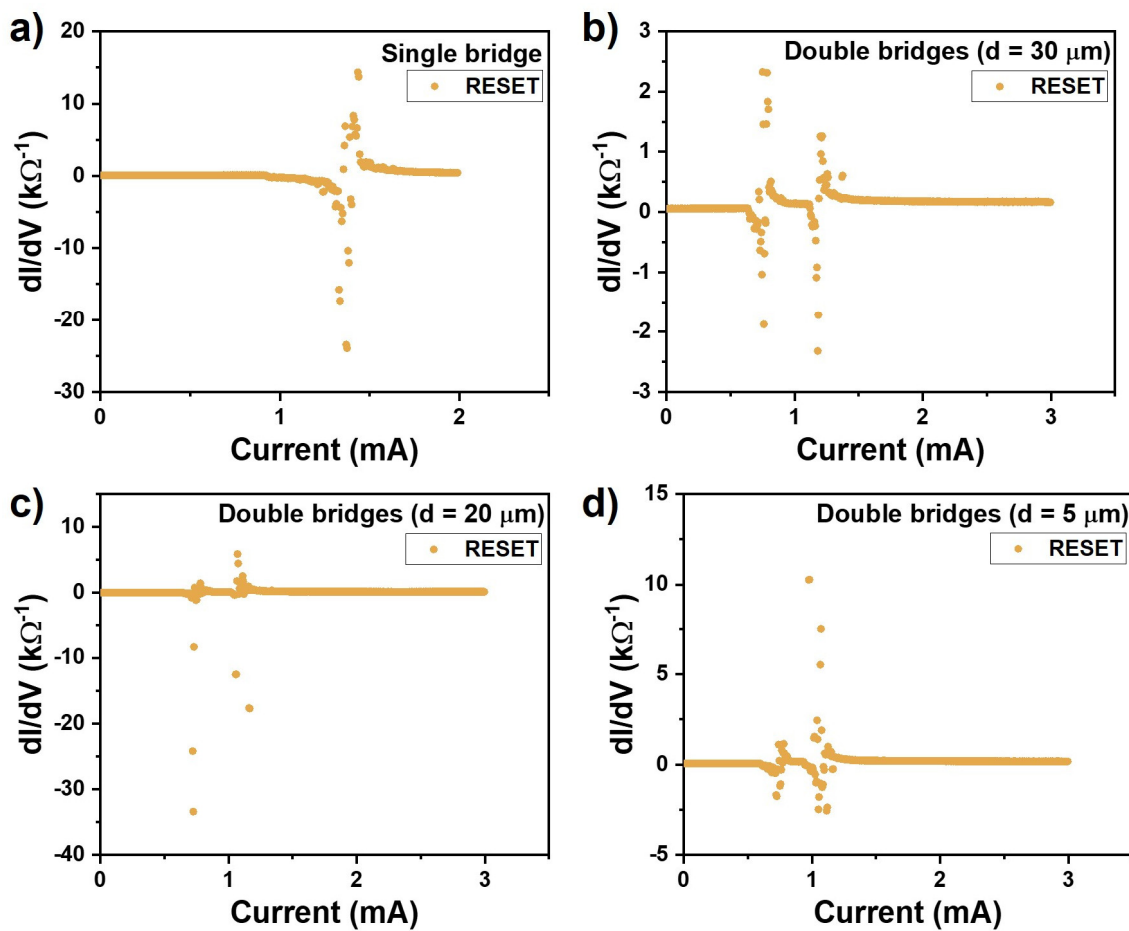 a)
Single bridge
RESET
20
10
0
-10
-20
-30
dI/dV (kΩ⁻¹)
0
1
2
Current (mA)
b)
Double bridges (d = 30 μm)
RESET
3
2
1
0
-1
-2
-3
dI/dV (kΩ⁻¹)
0
1
2
3
Current (mA)
c)
Double bridges (d = 20 μm)
RESET
10
0
-10
-20
-30
-40
dI/dV (kΩ⁻¹)
0
1
2
3
Current (mA)
d)
Double bridges (d = 5 μm)
RESET
15
10
5
0
-5
dI/dV (kΩ⁻¹)
0
1
2
3
Current (mA)